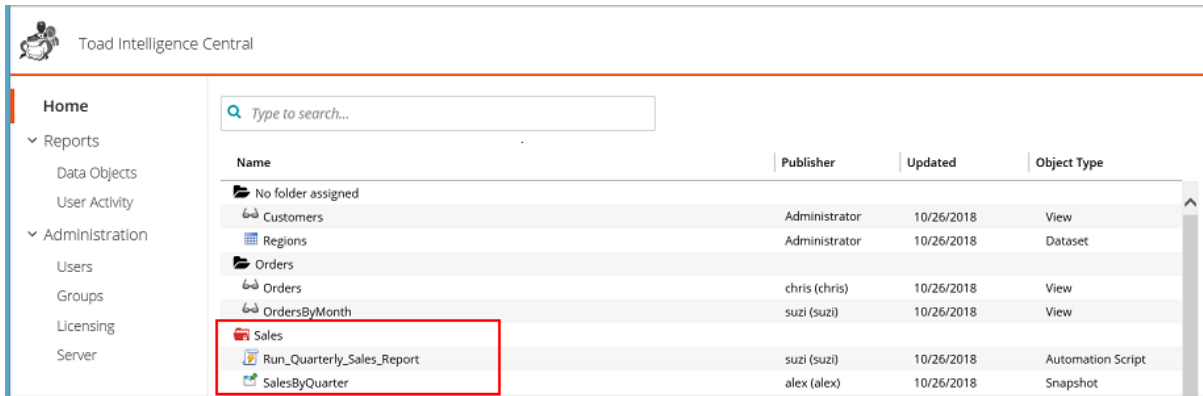 Toad Intelligence Central
Home
Reports
Data Objects
User Activity
Administration
Users
Groups
Licensing
Server
Type to search...
Name Publisher Updated Object Type
No folder assigned
Customers Administrator 10/26/2018 View
Regions Administrator 10/26/2018 Dataset
Orders
Orders chris (chris) 10/26/2018 View
OrdersByMonth suzi (suzi) 10/26/2018 View
Sales
Run_Quarterly_Sales_Report suzi (suzi) 10/26/2018 Automation Script
SalesByQuarter alex (alex) 10/26/2018 Snapshot